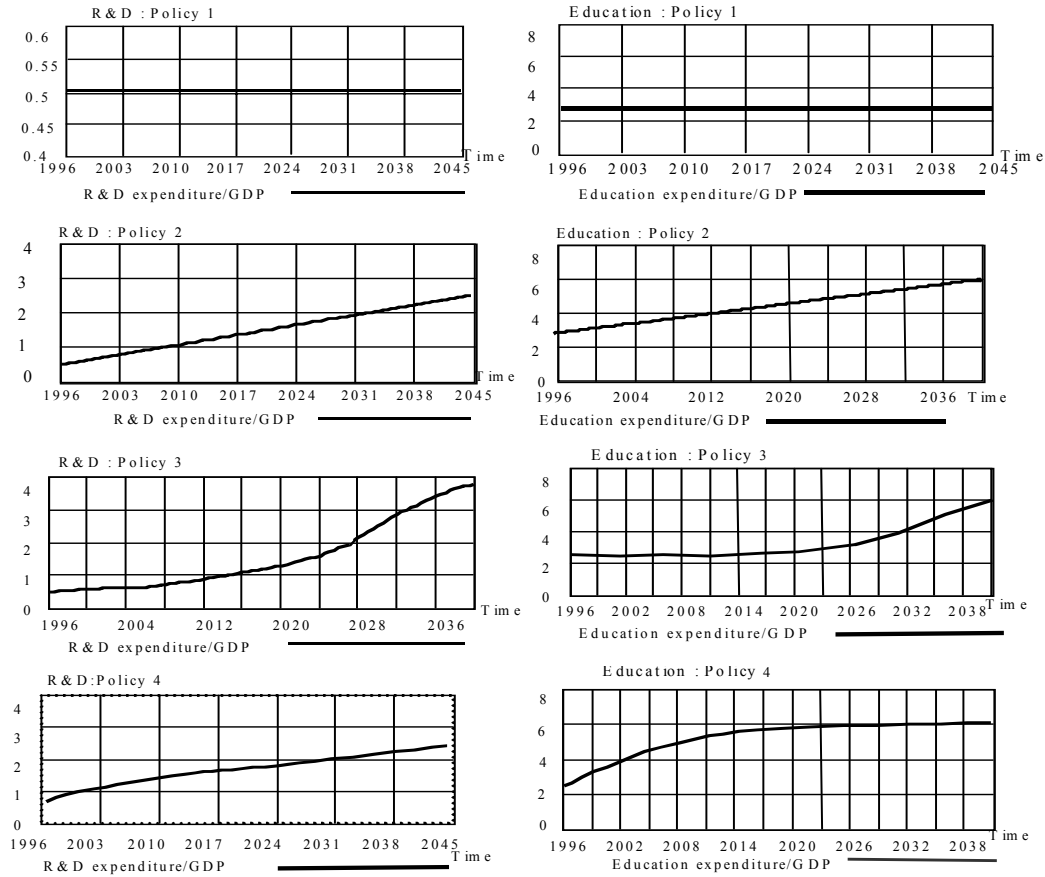 R&D : Policy 1
0.6
0.55
0.5
0.45
0.4
1996 2003 2010 2017 2024 2031 2038 2045
Time
R&D expenditure/GDP
Education : Policy 1
8
6
4
2
0
1996 2003 2010 2017 2024 2031 2038 2045
Time
Education expenditure/GDP
R&D : Policy 2
4
3
2
1
0
1996 2003 2010 2017 2024 2031 2038 2045
Time
R&D expenditure/GDP
Education : Policy 2
8
6
4
2
0
1996 2004 2012 2020 2028 2036 Time
Education expenditure/GDP
R&D : Policy 3
4
3
2
1
0
1996 2004 2012 2020 2028 2036
Time
R&D expenditure/GDP
Education : Policy 3
8
6
4
2
0
1996 2002 2008 2014 2020 2026 2032 2038
Time
Education expenditure/GDP
R&D:Policy 4
4
3
2
1
0
1996 2003 2010 2017 2024 2031 2038 2045
Time
R&D expenditure/GDP
Education : Policy 4
8
6
4
2
0
1996 2002 2008 2014 2020 2026 2032 2038
Time
Education expenditure/GDP